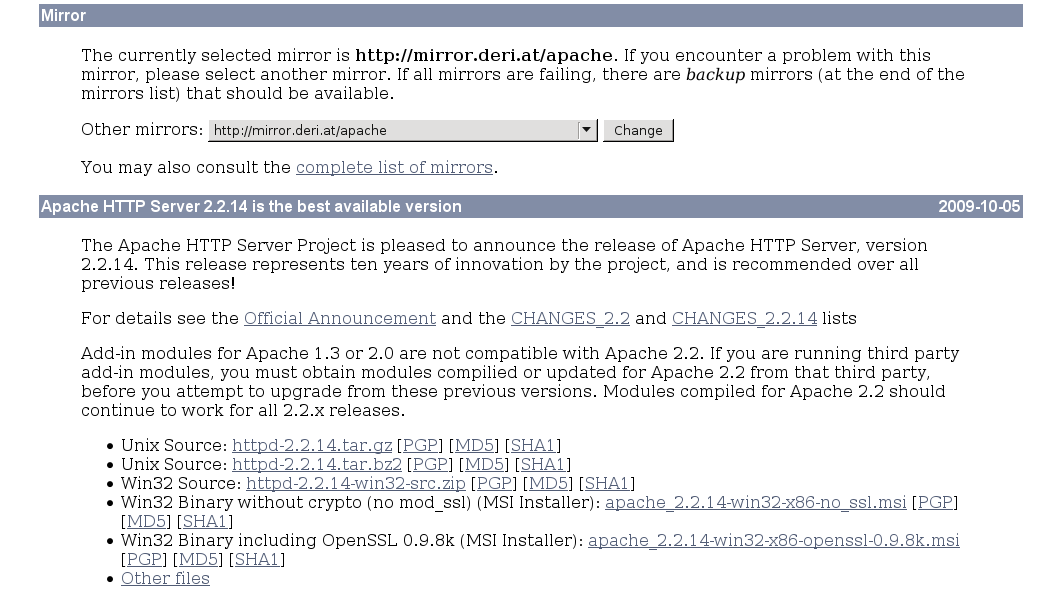 Mirror
The currently selected mirror is http://mirror.deri.at/apache. If you encounter a problem with this
mirror, please select another mirror. If all mirrors are failing, there are backup mirrors (at the end of the
mirrors list) that should be available.
Other mirrors: http://mirror.deri.at/apache Change
You may also consult the complete list of mirrors.
Apache HTTP Server 2.2.14 is the best available version 2009-10-05
The Apache HTTP Server Project is pleased to announce the release of Apache HTTP Server, version
2.2.14. This release represents ten years of innovation by the project, and is recommended over all
previous releases!
For details see the Official Announcement and the CHANGES_2.2 and CHANGES_2.2.14 lists
Add-in modules for Apache 1.3 or 2.0 are not compatible with Apache 2.2. If you are running third party
add-in modules, you must obtain modules compilied or updated for Apache 2.2 from that third party,
before you attempt to upgrade from these previous versions. Modules compiled for Apache 2.2 should
continue to work for all 2.2.x releases.
• Unix Source: httpd-2.2.14.tar.gz [PGP] [MD5] [SHA1]
• Unix Source: httpd-2.2.14.tar.bz2 [PGP] [MD5] [SHA1]
• Win32 Source: httpd-2.2.14-win32-src.zip [PGP] [MD5] [SHA1]
• Win32 Binary without crypto (no mod_ssl) (MSI Installer): apache_2.2.14-win32-x86-no_ssl.msi [PGP]
[MD5] [SHA1]
• Win32 Binary including OpenSSL 0.9.8k (MSI Installer): apache_2.2.14-win32-x86-openssl-0.9.8k.msi
[PGP] [MD5] [SHA1]
• Other files